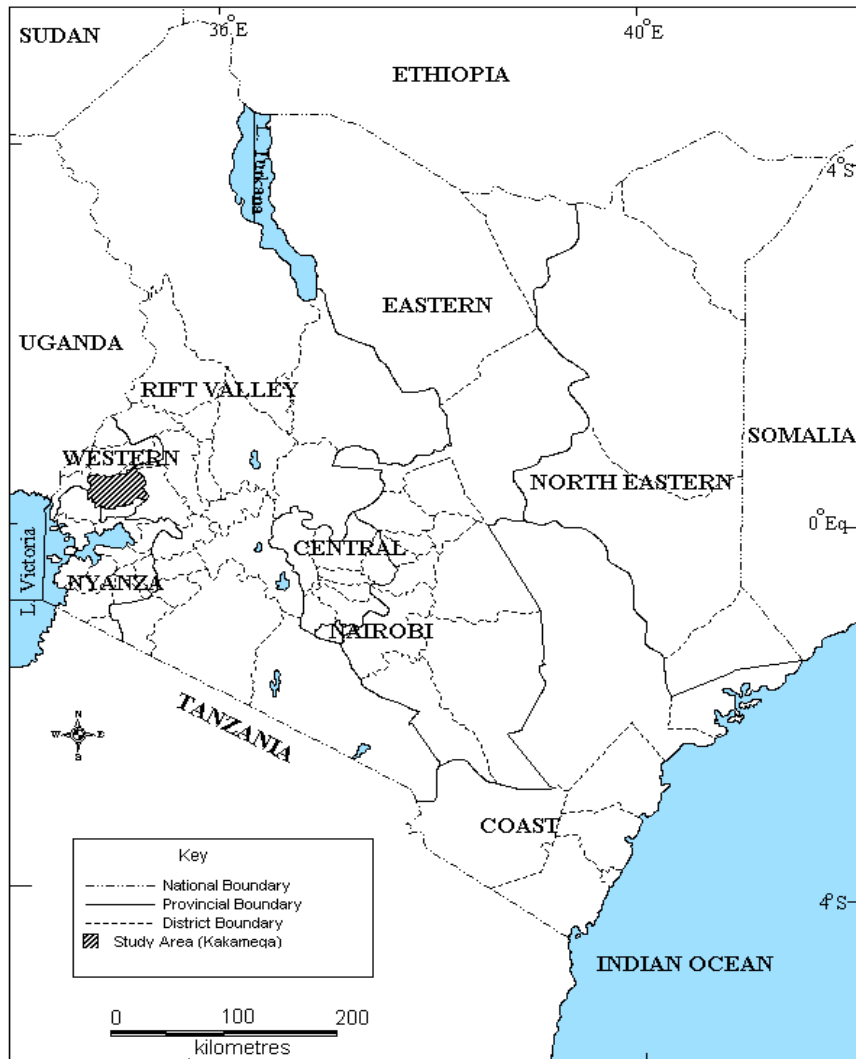 36°E
40°E
SUDAN
ETHIOPIA
L. Turkana
4°S
EASTERN
UGANDA
RIFT VALLEY
SOMALIA
WESTERN
NORTH EASTERN
0°Eq
CENTRAL
L. Victoria
NYANZA
NAIROBI
TANZANIA
N
W E
S
COAST
Key
National Boundary
Provincial Boundary
District Boundary
Study Area (Kakamega)
4°S
INDIAN OCEAN
0 100 200
kilometres